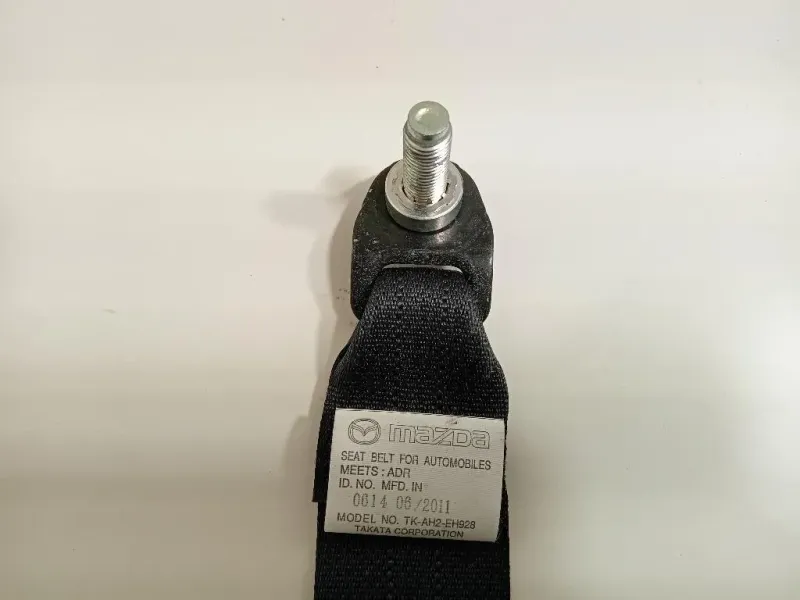 mazda
SEAT BELT FOR AUTOMOBILES
MEETS : ADR
ID. NO. MFD. IN
0614 06/2011
MODEL NO. TK-AH2-EH928
TAKATA CORPORATION